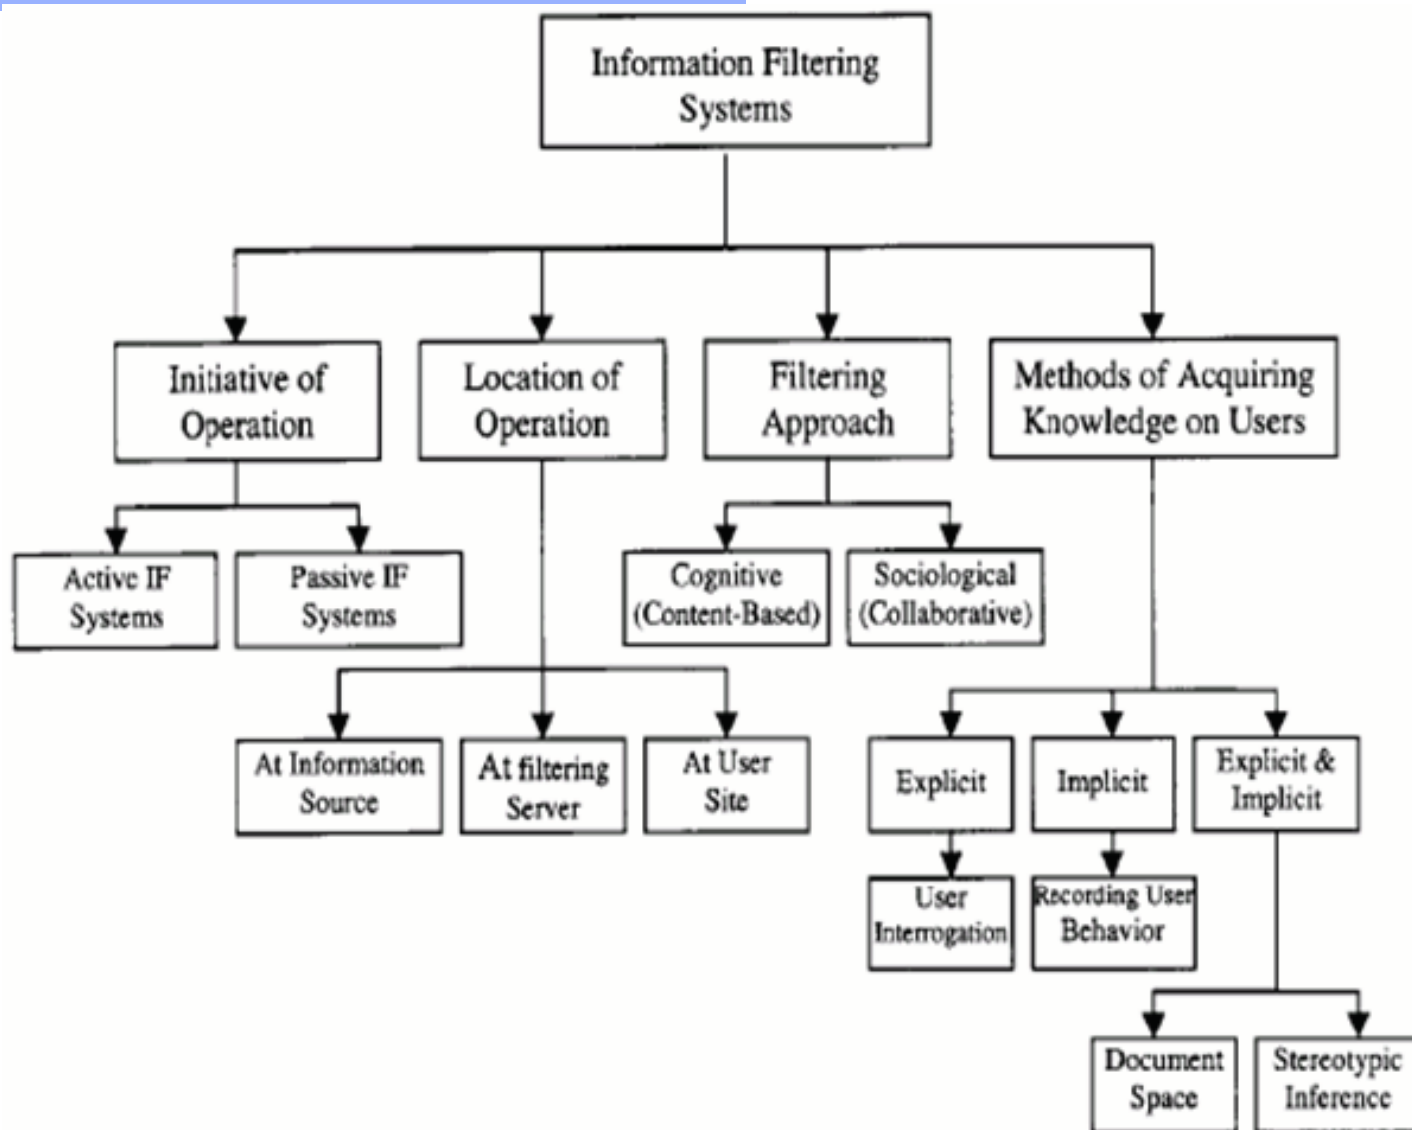 Information Filtering
Systems
Initiative of
Operation
Location of
Operation
Filtering
Approach
Methods of Acquiring
Knowledge on Users
Active IF
Systems
Passive IF
Systems
Cognitive
(Content-Based)
Sociological
(Collaborative)
At Information
Source
At filtering
Server
At User
Site
Explicit
Implicit
Explicit &
Implicit
User
Interrogation
Recording User
Behavior
Document
Space
Stereotypic
Inference